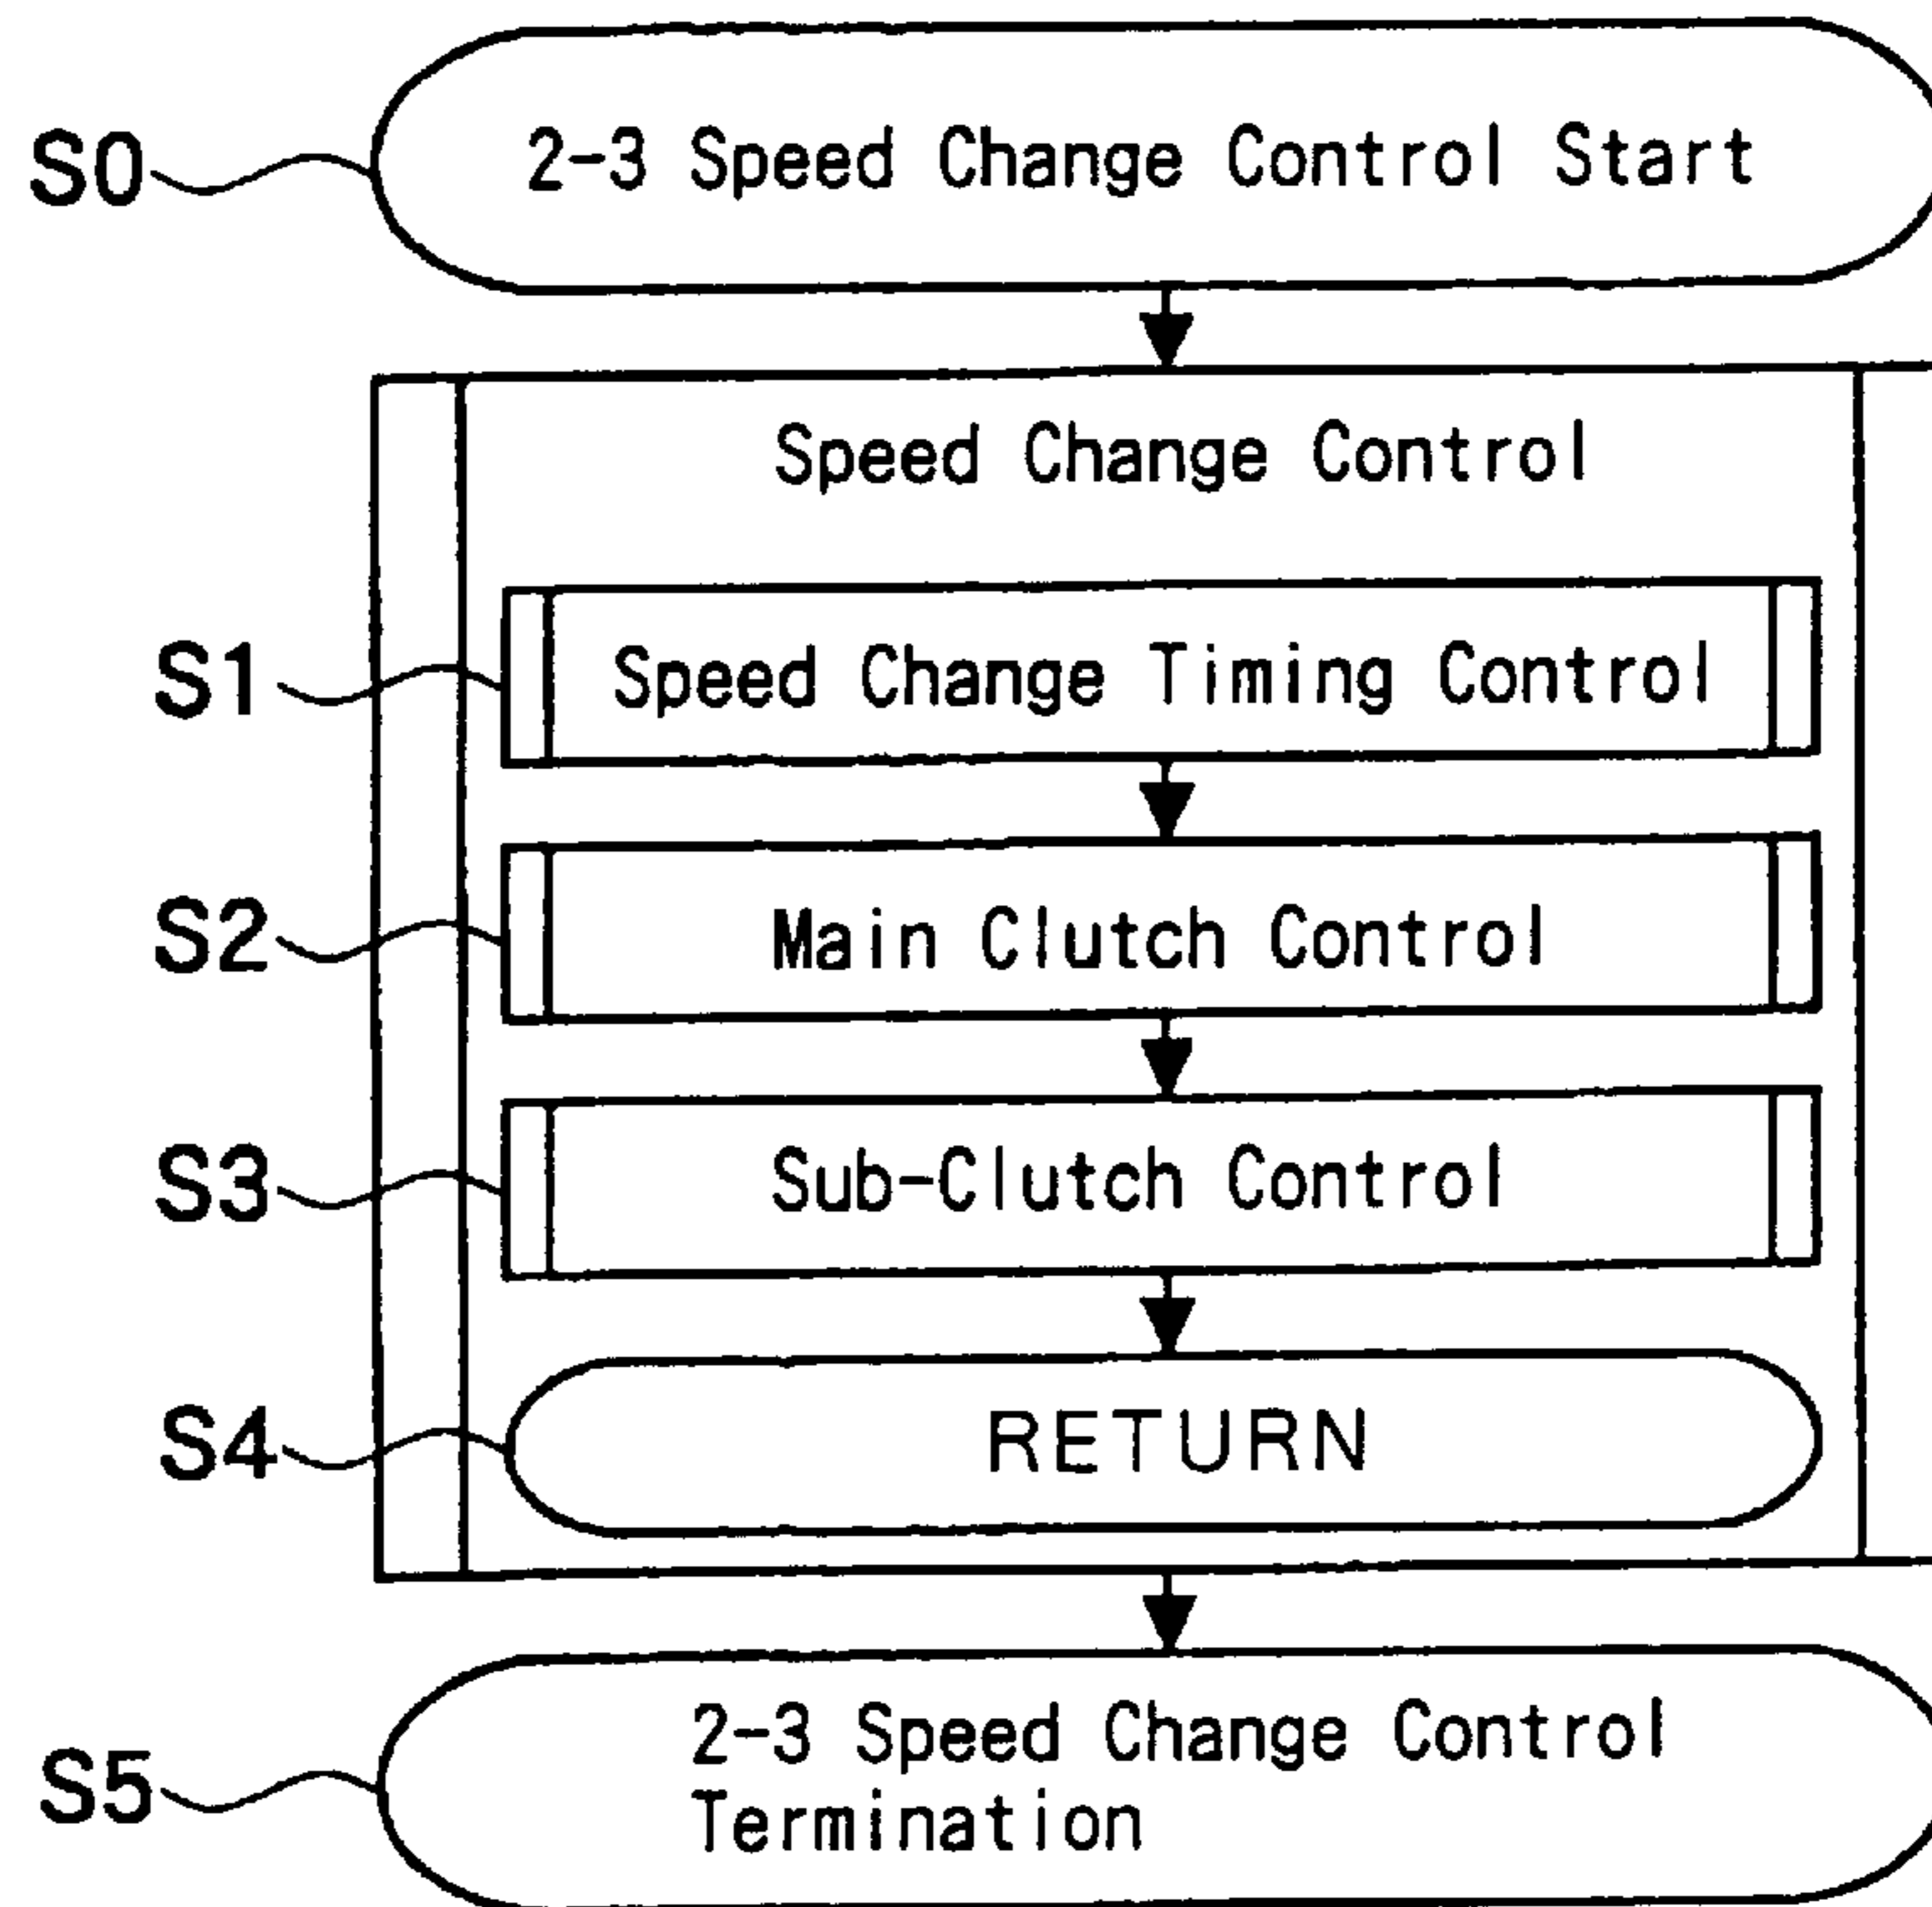 S0 2-3 Speed Change Control Start
Speed Change Control
S1 Speed Change Timing Control
S2 Main Clutch Control
S3 Sub-Clutch Control
S4 RETURN
S5 2-3 Speed Change Control
Termination